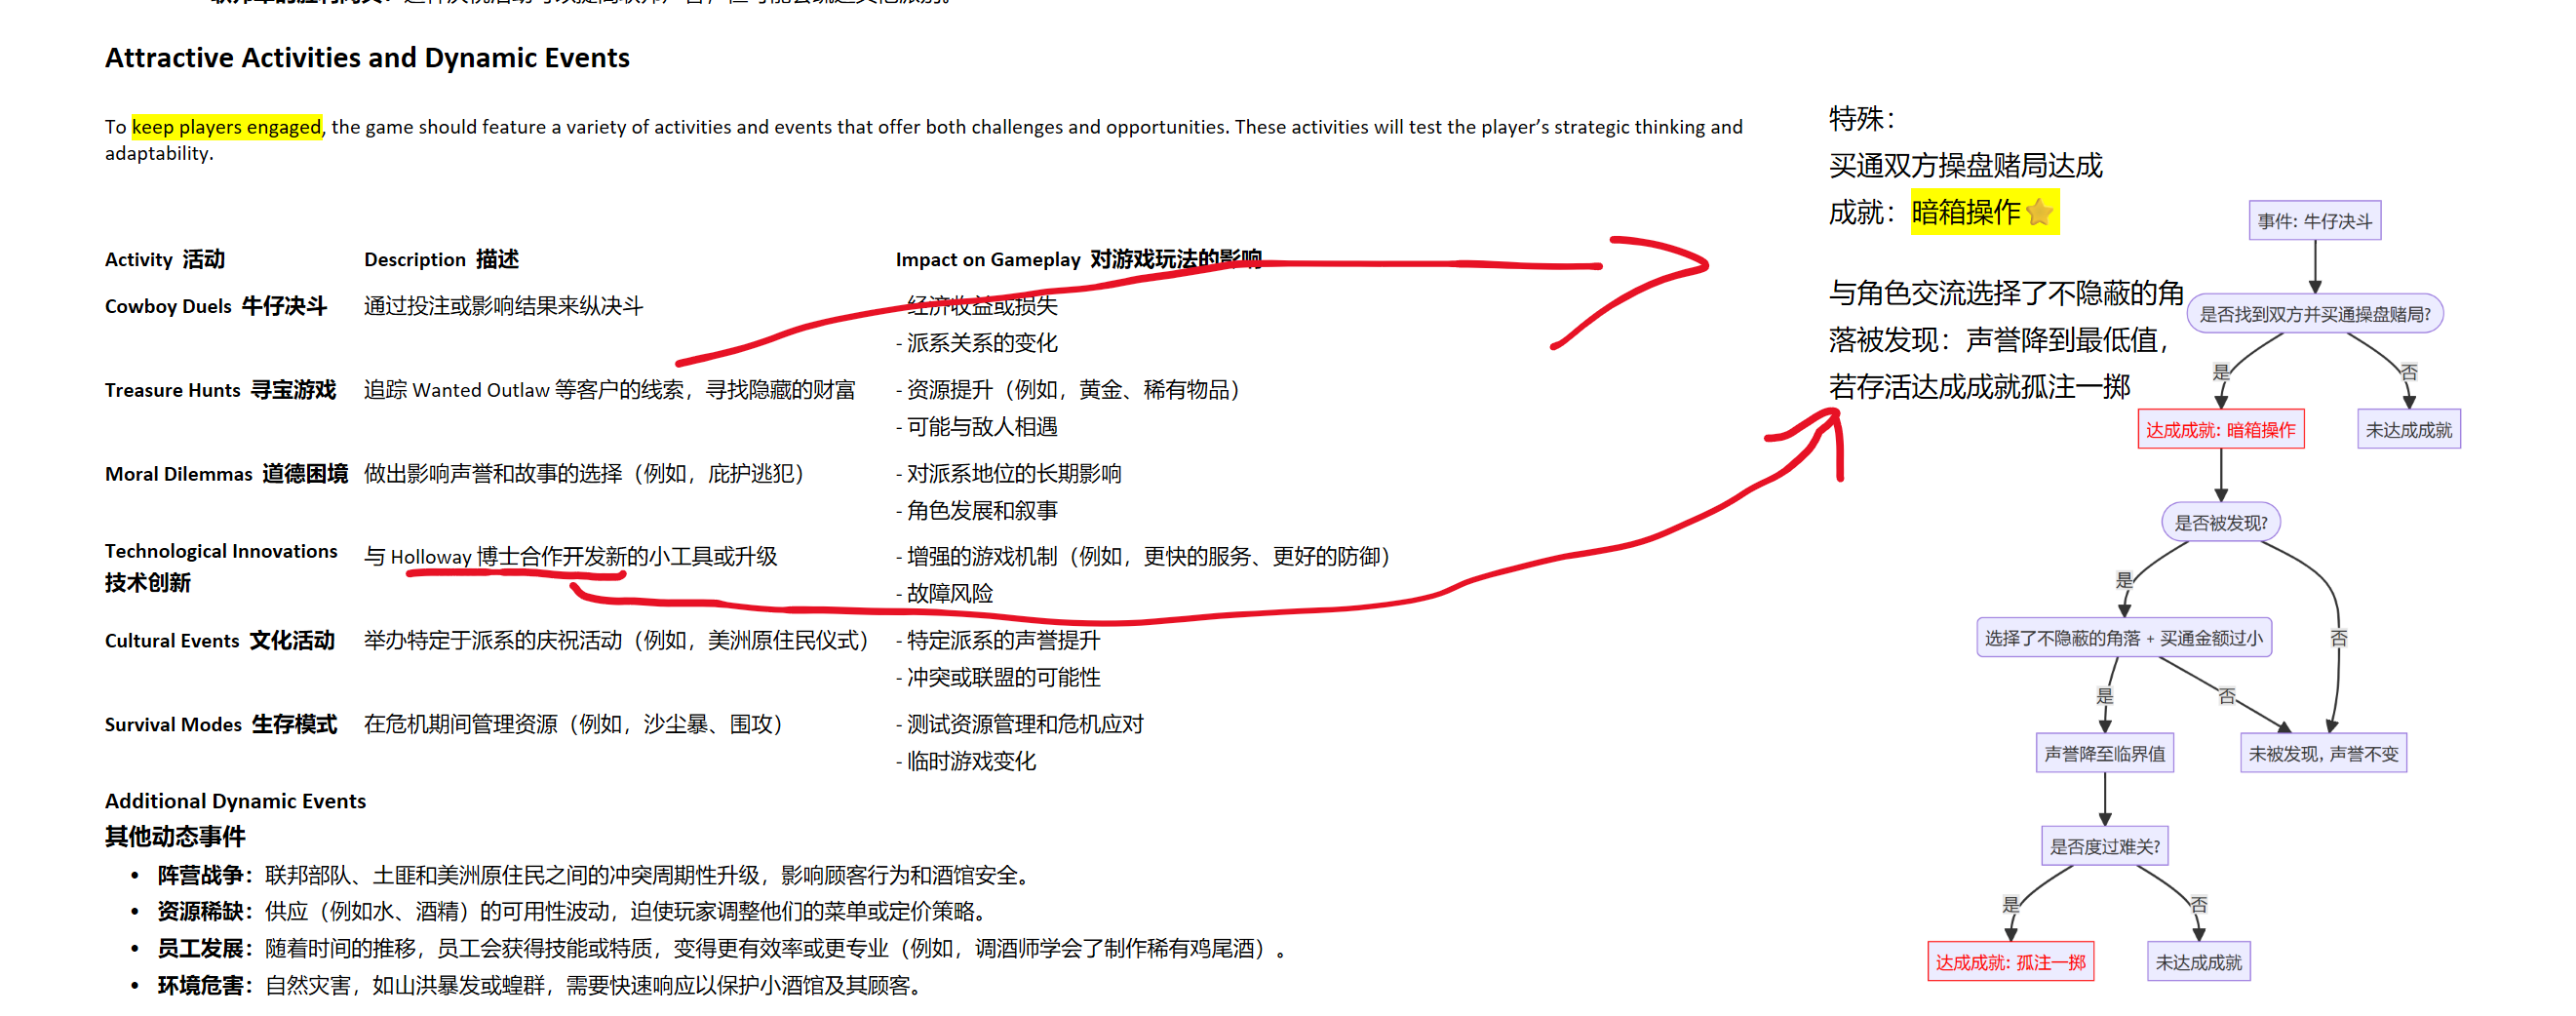 Attractive Activities and Dynamic Events
To keep players engaged, the game should feature a variety of activities and events that offer both challenges and opportunities. These activities will test the player’s strategic thinking and
adaptability.
Activity 活动 Description 描述 Impact on Gameplay 对游戏玩法的影响
Cowboy Duels 牛仔决斗 通过投注或影响结果来纵决斗 - 经济收益或损失
- 派系关系的变化
Treasure Hunts 寻宝游戏 追踪 Wanted Outlaw 等客户的线索，寻找隐藏的财富 - 资源提升（例如，黄金、稀有物品）
- 可能与敌人相遇
Moral Dilemmas 道德困境 做出影响声誉和故事的选择（例如，庇护逃犯） - 对派系地位的长期影响
- 角色发展和叙事
Technological Innovations
技术创新
与 Holloway 博士合作开发新的小工具或升级 - 增强的游戏机制（例如，更快的服务、更好的防御）
- 故障风险
Cultural Events 文化活动 举办特定于派系的庆祝活动（例如，美洲原住民仪式） - 特定派系的声誉提升
- 冲突或联盟的可能性
Survival Modes 生存模式 在危机期间管理资源（例如，沙尘暴、围攻） - 测试资源管理和危机应对
- 临时游戏变化
Additional Dynamic Events
其他动态事件
• 阵营战争：联邦部队、土匪和美洲原住民之间的冲突周期性升级，影响顾客行为和酒馆安全。
• 资源稀缺：供应（例如水、酒精）的可用性波动，迫使玩家调整他们的菜单或定价策略。
• 员工发展：随着时间的推移，员工会获得技能或特质，变得更有效率或更专业（例如，调酒师学会了制作稀有鸡尾酒）。
• 环境危害：自然灾害，如山洪暴发或蝗群，需要快速响应以保护小酒馆及其顾客。
特殊：
买通双方操盘赌局达成
成就：暗箱操作⭐
与角色交流选择了不隐蔽的角
落被发现：声誉降到最低值，
若存活达成成就孤注一掷
事件: 牛仔决斗
是否找到双方并买通操盘赌局?
是
否
达成成就: 暗箱操作
未达成成就
是否被发现?
是
否
选择了不隐蔽的角落 + 买通金额过小
是
否
声誉降至临界值
未被发现, 声誉不变
是否度过难关?
是
否
达成成就: 孤注一掷
未达成成就